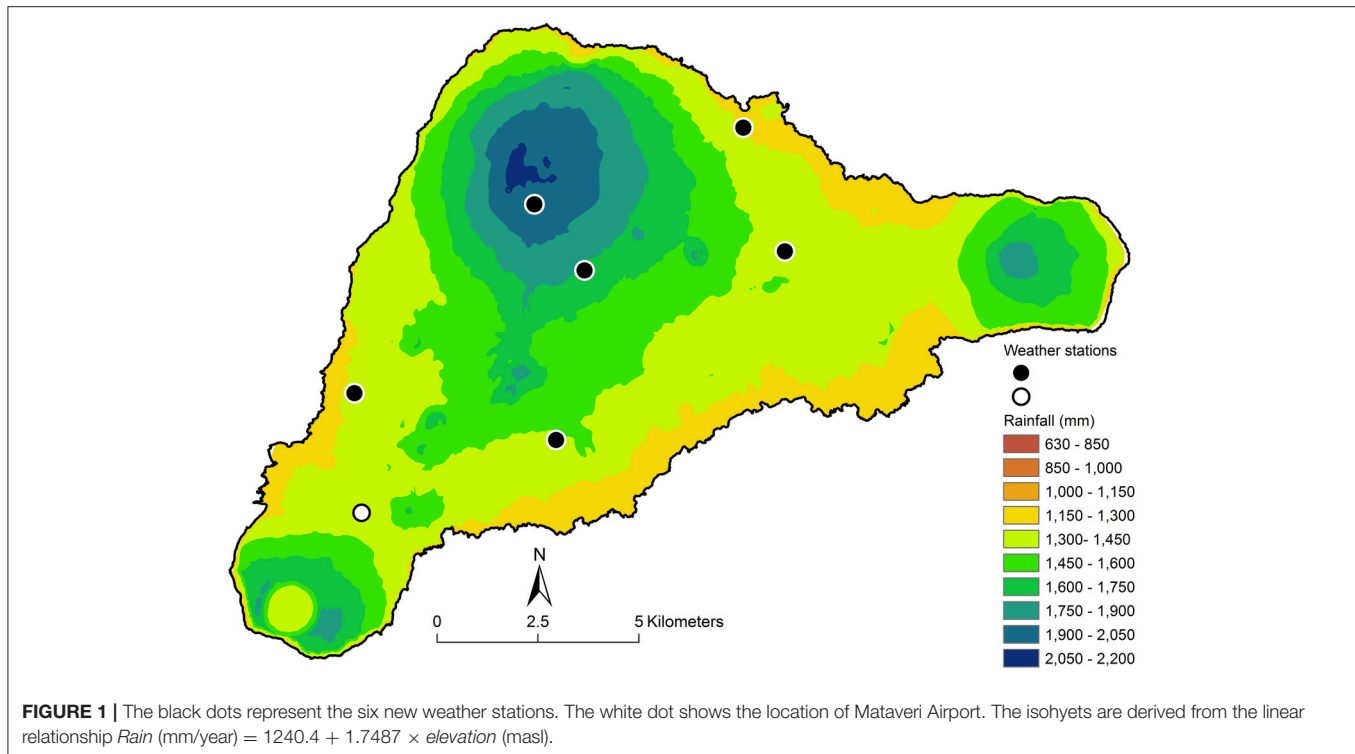 Weather stations
Rainfall (mm)
630 - 850
850 - 1,000
1,000 - 1,150
1,150 - 1,300
1,300- 1,450
1,450 - 1,600
1,600 - 1,750
1,750 - 1,900
1,900 - 2,050
2,050 - 2,200
N
0 2.5 5 Kilometers
FIGURE 1 | The black dots represent the six new weather stations. The white dot shows the location of Mataveri Airport. The isohyets are derived from the linear
relationship Rain (mm/year) = 1240.4 + 1.7487 × elevation (masl).